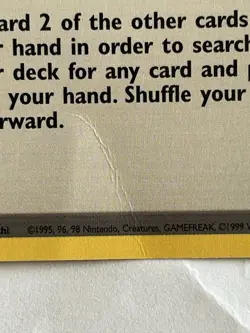 ard 2 of the other cards
r hand in order to search
r deck for any card and p
your hand. Shuffle your
rward.
hi ©1995, 96, 98 Nintendo, Creatures, GAMEFREAK. ©1999 W